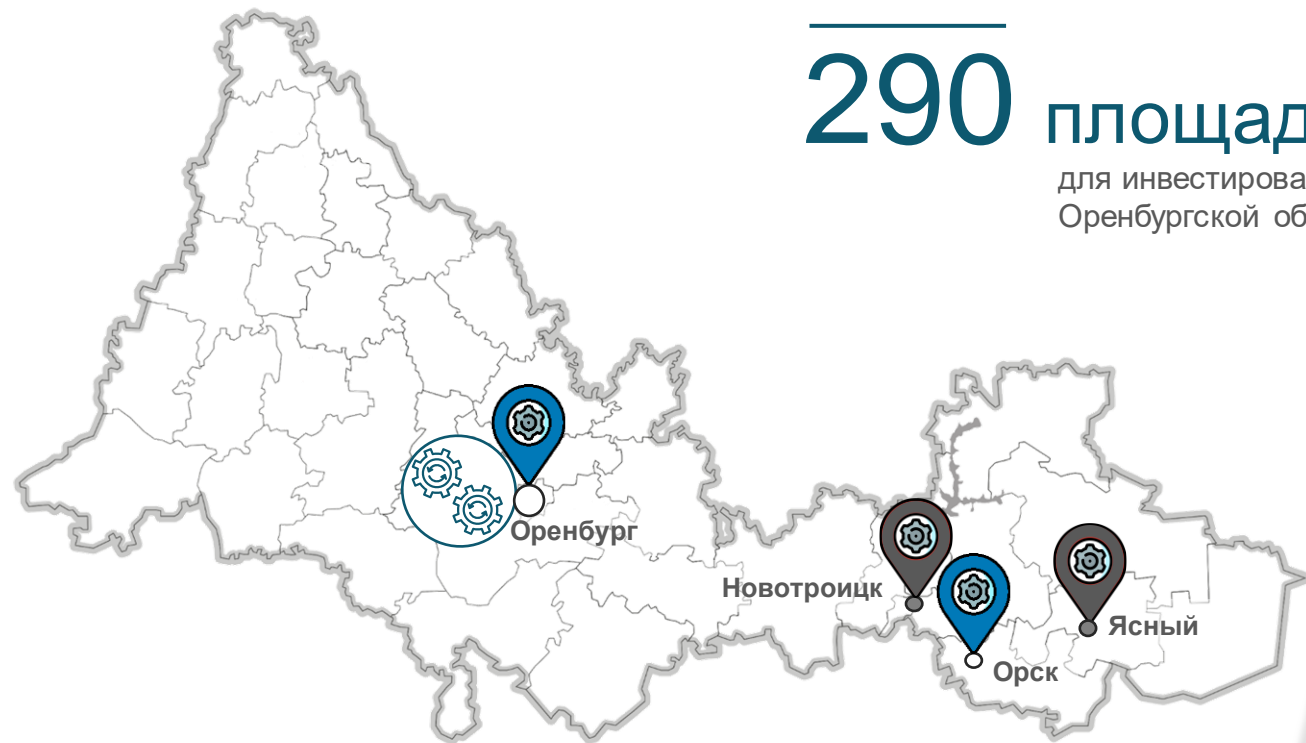 290 площад
для инвестирова
Оренбургской об
Оренбург
Новотроицк
Ясный
Орск